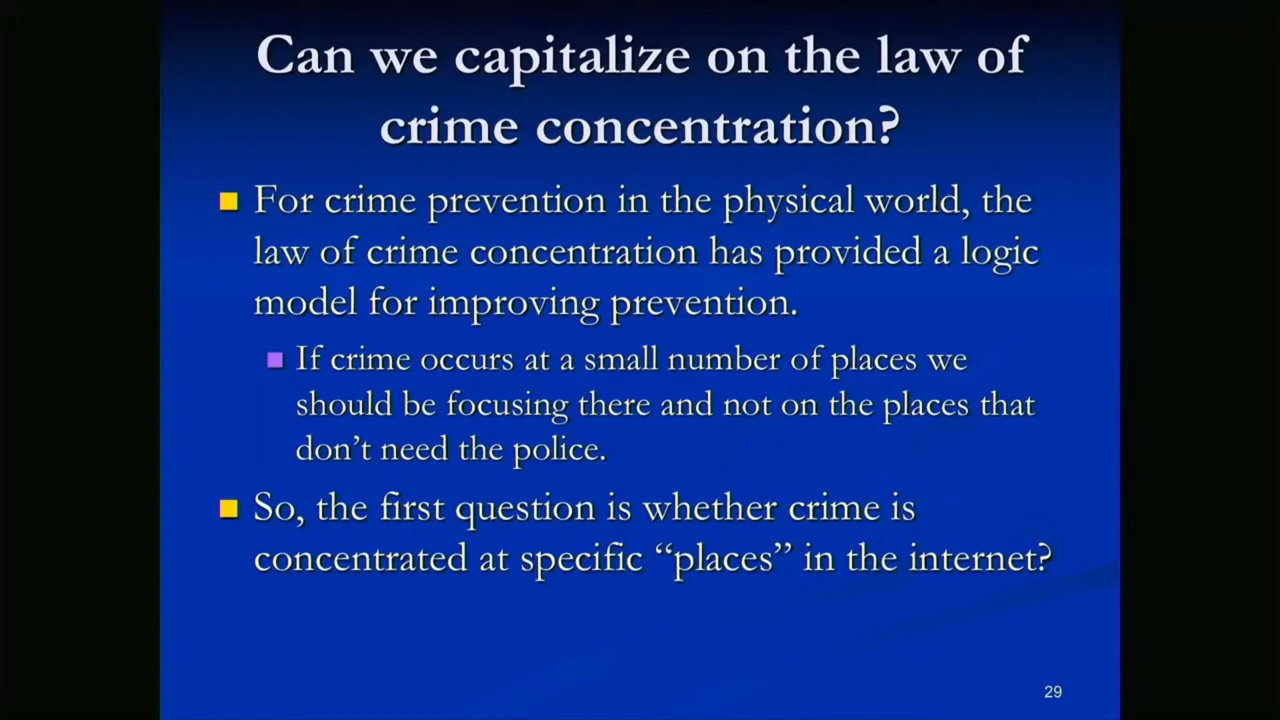 Can we capitalize on the law of
crime concentration?
For crime prevention in the physical world, the
law of crime concentration has provided a logic
model for improving prevention.
If crime occurs at a small number of places we
should be focusing there and not on the places that
don’t need the police.
So, the first question is whether crime is
concentrated at specific “places” in the internet?
29